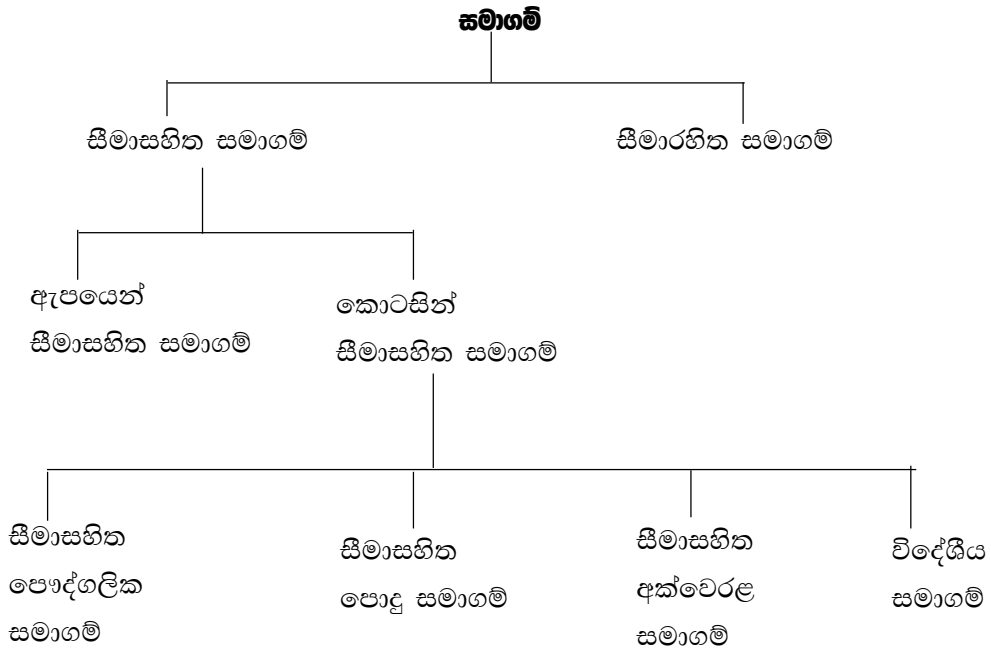 සමාගම්
සීමාසහිත සමාගම්
සීමාරහිත සමාගම්
ඇපයෙන්
සීමාසහිත සමාගම්
කොටසින්
සීමාසහිත සමාගම්
සීමාසහිත
පෞද්ගලික
සමාගම්
සීමාසහිත
පොදු සමාගම්
සීමාසහිත
අක්වෙරළ
සමාගම්
විදේශීය
සමාගම්